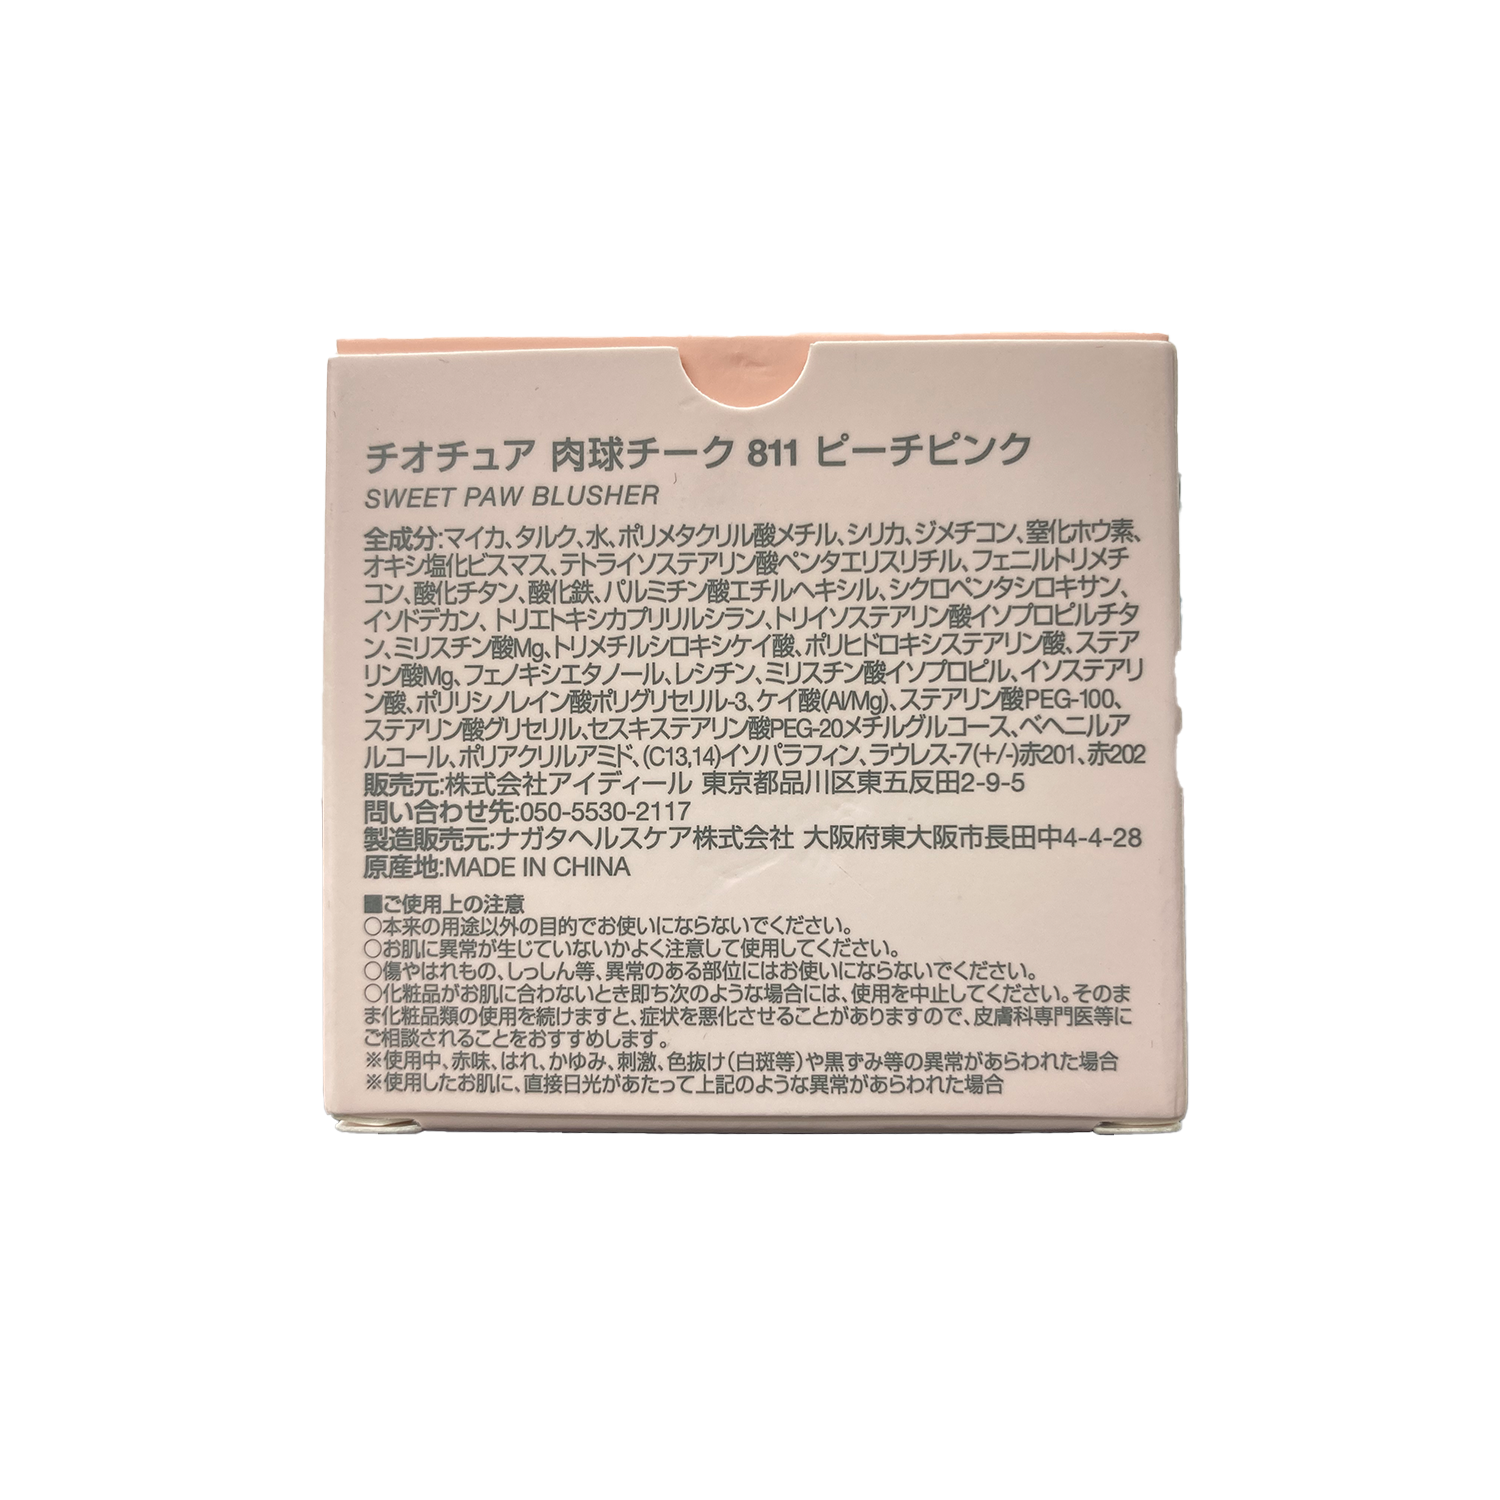 チオチュア 肉球チーク 811 ピーチピンク
SWEET PAW BLUSHER
全成分:マイカ、タルク、水、ポリメタクリル酸メチル、シリカ、ジメチコン、窒化ホウ素、
オキシ塩化ビスマス、テトライソステアリン酸ペンタエリスリチル、フェニルトリメチ
コン、酸化チタン、酸化鉄、パルミチン酸エチルヘキシル、シクロペンタシロキサン、
イソドデカン、トリエトキシカプリリルシラン、トリイソステアリン酸イソプロピルチタ
ン、ミリスチン酸Mg、トリメチルシロキシケイ酸、ポリヒドロキシステアリン酸、ステア
リン酸Mg、フェノキシエタノール、レシチン、ミリスチン酸イソプロピル、イソステアリ
ン酸、ポリリシノレイン酸ポリグリセリル-3、ケイ酸(Al/Mg)、ステアリン酸PEG-100、
ステアリン酸グリセリル、セスキステアリン酸PEG-20メチルグルコース、ベヘニルア
ルコール、ポリアクリルアミド、(C13,14)イソパラフィン、ラウレス-7(+/-)赤201、赤202
販売元:株式会社アイディール 東京都品川区東五反田2-9-5
問い合わせ先:050-5530-2117
製造販売元:ナガタヘルスケア株式会社 大阪府東大阪市長田中4-4-28
原産地:MADE IN CHINA
■ご使用上の注意
○本来の用途以外の目的でお使いにならないでください。
○お肌に異常が生じていないかよく注意して使用してください。
○傷やはれもの、しっしん等、異常のある部位にはお使いにならないでください。
○化粧品がお肌に合わないとき即ち次のような場合には、使用を中止してください。そのま
ま化粧品類の使用を続けますと、症状を悪化させることがありますので、皮膚科専門医等に
ご相談されることをおすすめします。
※使用中、赤味、はれ、かゆみ、刺激、色抜け(白斑等)や黒ずみ等の異常があらわれた場合
※使用したお肌に、直接日光があたって上記のような異常があらわれた場合